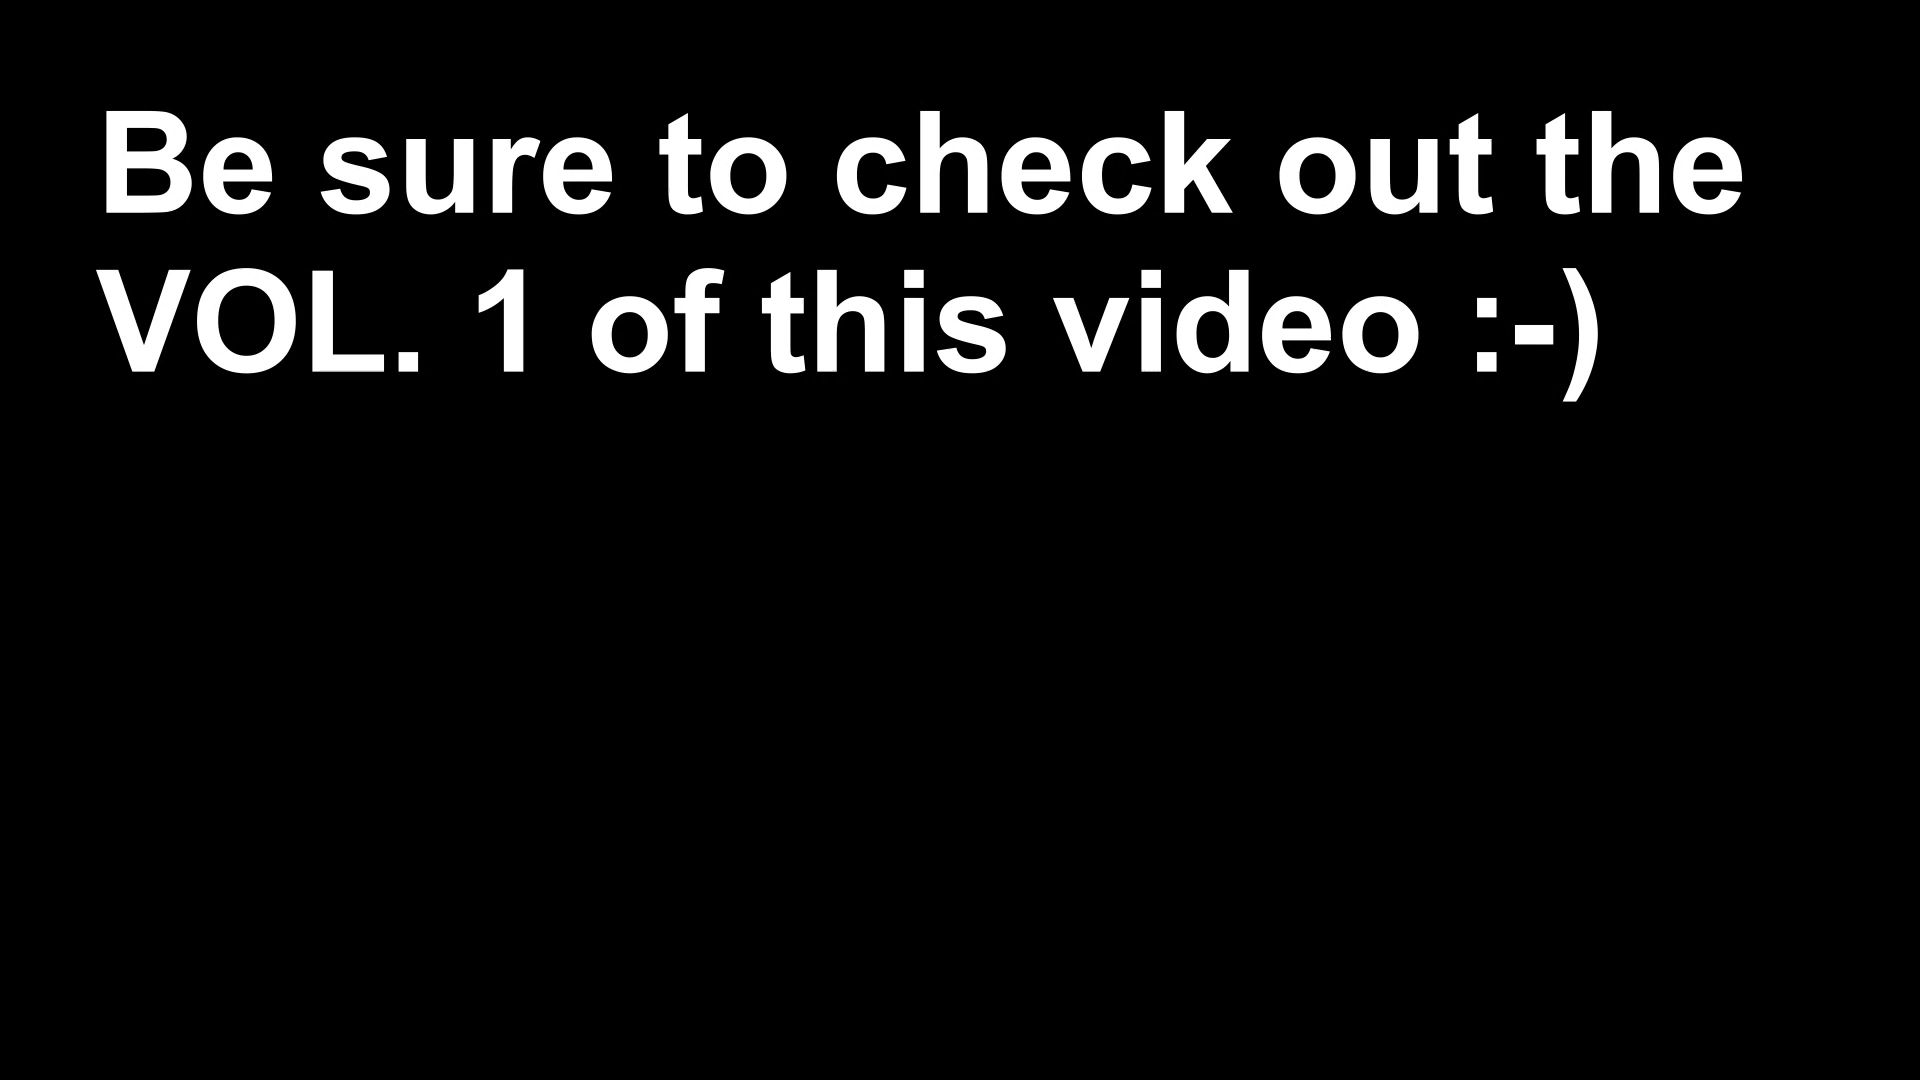 Be sure to check out the
VOL. 1 of this video :-)